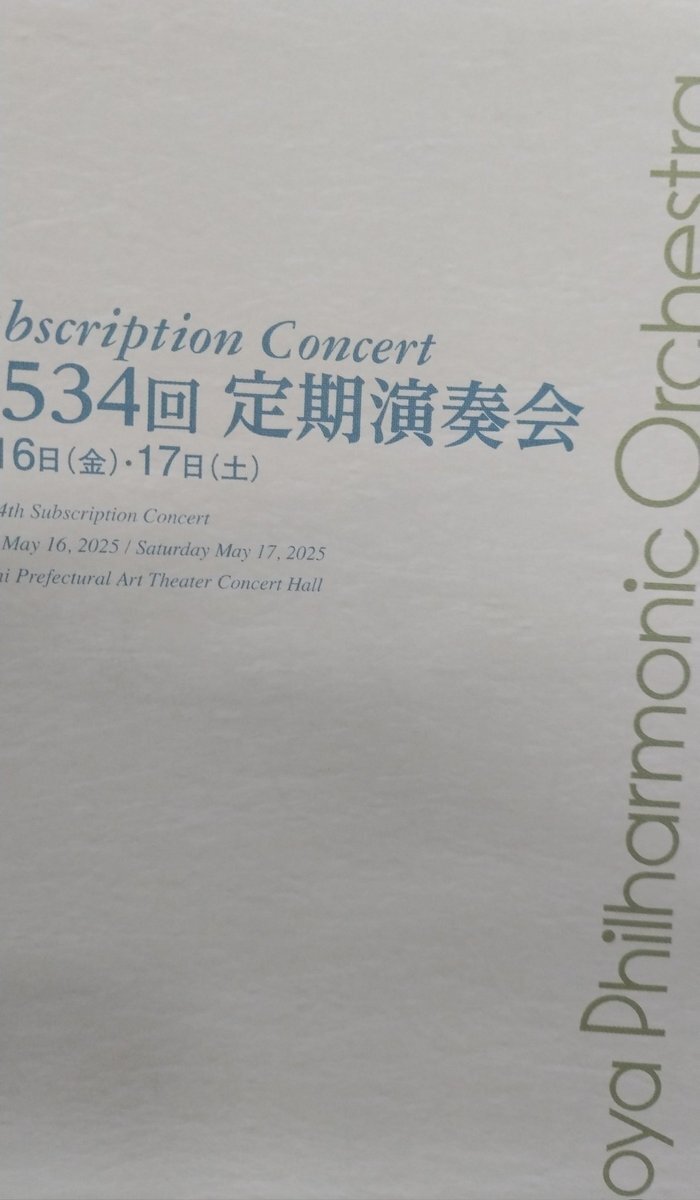 bscription Concert
534回 定期演奏会
16日(金)・17日(土)
4th Subscription Concert
May 16, 2025 / Saturday May 17, 2025
i Prefectural Art Theater Concert Hall
oya Philharmonic Orchestra